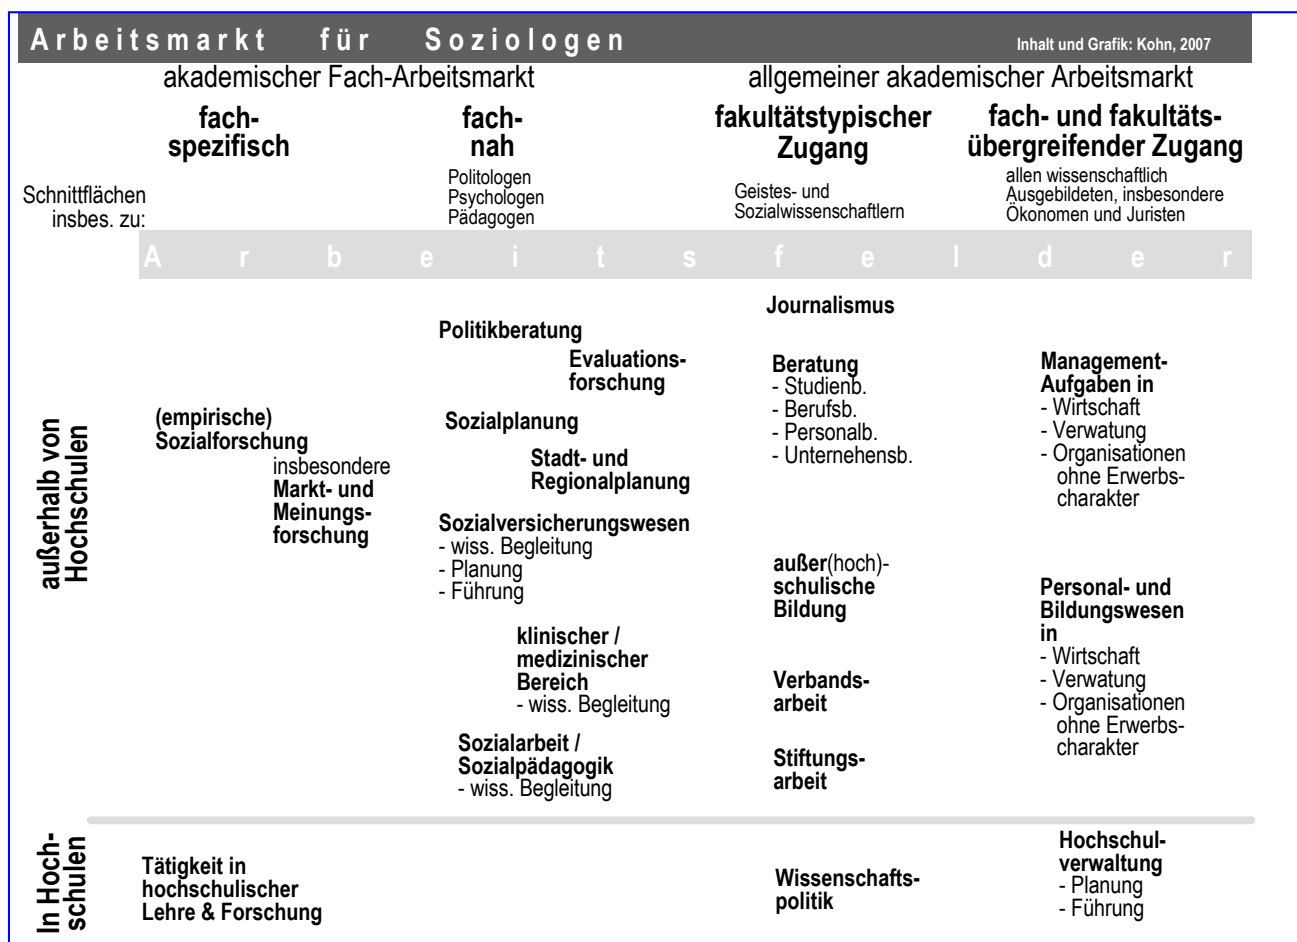 Arbeitsmarkt für Soziologen
Inhalt und Grafik: Kohn, 2007
akademischer Fach-Arbeitsmarkt
allgemeiner akademischer Arbeitsmarkt
fach-
spezifisch
fach-
nah
fakultätstypischer
Zugang
fach- und fakultäts-
übergreifender Zugang
Schnittflächen
insbes. zu:
Politologen
Psychologen
Pädagogen
Geistes- und
Sozialwissenschaftlern
allen wissenschaftlich
Ausgebildeten, insbesondere
Ökonomen und Juristen
Arbeitsfelder
außerhalb von
Hochschulen
(empirische)
Sozialforschung
insbesondere
Markt- und
Meinungs-
forschung
Politikberatung
Evaluations-
forschung
Sozialplanung
Stadt- und
Regionalplanung
Sozialversicherungswesen
- wiss. Begleitung
- Planung
- Führung
klinischer /
medizinischer
Bereich
- wiss. Begleitung
Sozialarbeit /
Sozialpädagogik
- wiss. Begleitung
Journalismus
Beratung
- Studienb.
- Berufsb.
- Personalb.
- Unternehensb.
außer(hoch)-
schulische
Bildung
Verbands-
arbeit
Stiftungs-
arbeit
Management-
Aufgaben in
- Wirtschaft
- Verwatung
- Organisationen
ohne Erwerbs-
charakter
Personal- und
Bildungswesen
in
- Wirtschaft
- Verwatung
- Organisationen
ohne Erwerbs-
charakter
In Hoch-
schulen
Tätigkeit in
hochschulischer
Lehre & Forschung
Wissenschafts-
politik
Hochschul-
verwaltung
- Planung
- Führung